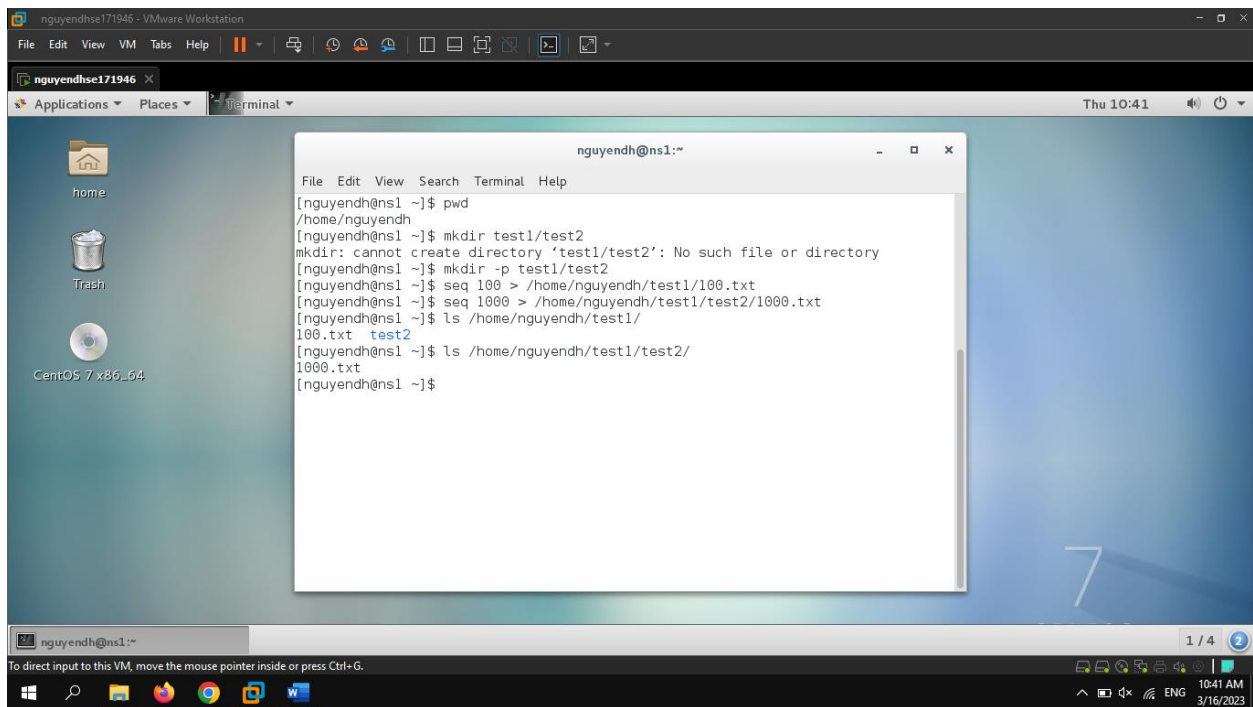 nguyendhse171946 - VMware Workstation
File Edit View VM Tabs Help
nguyendhse171946
Applications Places Terminal Thu 10:41
home
Trash
CentOS 7 x86_64
nguyendh@ns1:~
File Edit View Search Terminal Help
[nguyendh@ns1 ~]$ pwd
/home/nguyendh
[nguyendh@ns1 ~]$ mkdir test1/test2
mkdir: cannot create directory ‘test1/test2’: No such file or directory
[nguyendh@ns1 ~]$ mkdir -p test1/test2
[nguyendh@ns1 ~]$ seq 100 > /home/nguyendh/test1/100.txt
[nguyendh@ns1 ~]$ seq 1000 > /home/nguyendh/test1/test2/1000.txt
[nguyendh@ns1 ~]$ ls /home/nguyendh/test1/
100.txt test2
[nguyendh@ns1 ~]$ ls /home/nguyendh/test1/test2/
1000.txt
[nguyendh@ns1 ~]$
7
nguyendh@ns1:~ 1 / 4 2
To direct input to this VM, move the mouse pointer inside or press Ctrl+G.
ENG 10:41 AM
3/16/2023